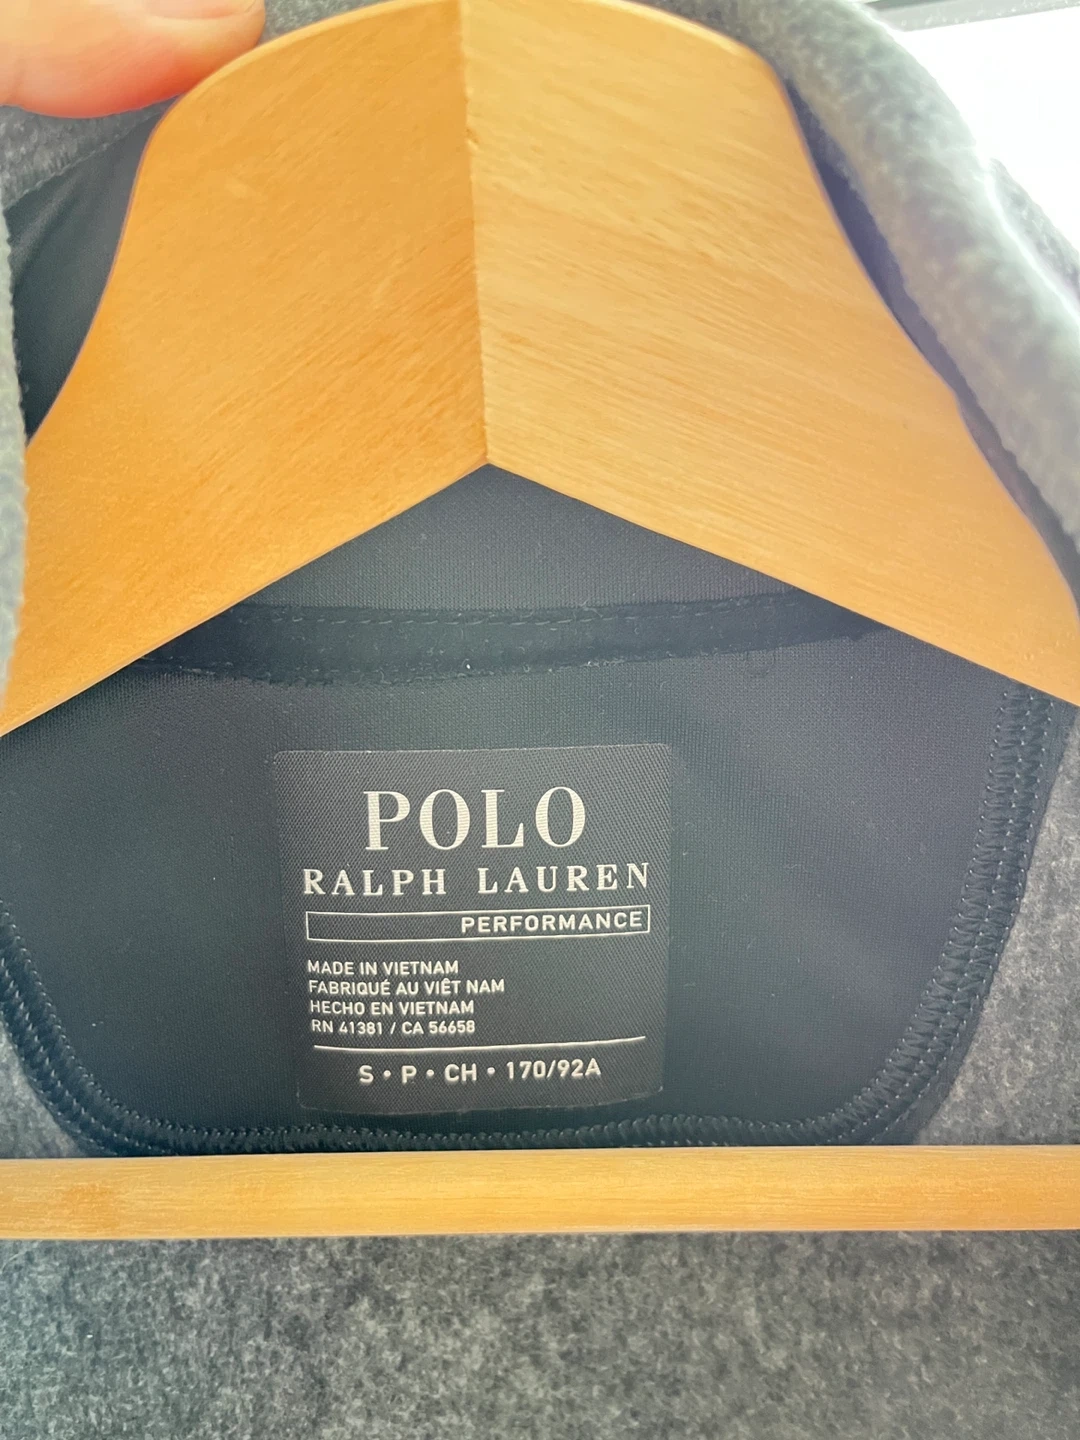 POLO
RALPH LAUREN
PERFORMANCE
MADE IN VIETNAM
FABRIQUÉ AU VIÊT NAM
HECHO EN VIETNAM
RN 41381 / CA 56658
S • P • CH • 170/92A